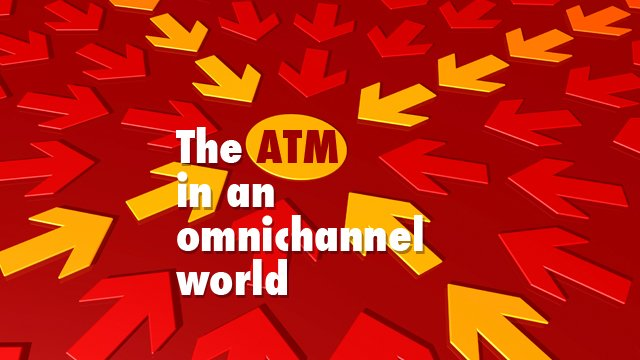 The ATM
in an
omnichannel
world